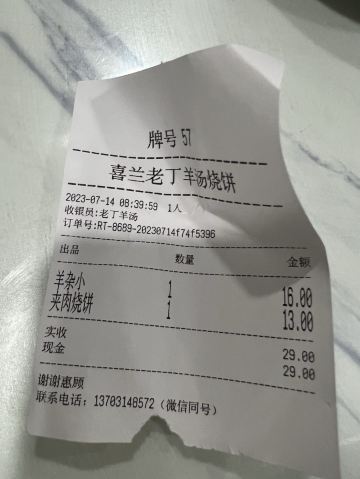 牌号 57
喜兰老丁羊汤烧饼
2023-07-14 08:39:59 1人
收银员:老丁羊汤
订单号:RT-8689-20230714f74f5396
出品 数量 金额
羊杂小 1 16.00
夹肉烧饼 1 13.00
实收 29.00
现金 29.00
谢谢惠顾
联系电话：13703146572（微信同号）